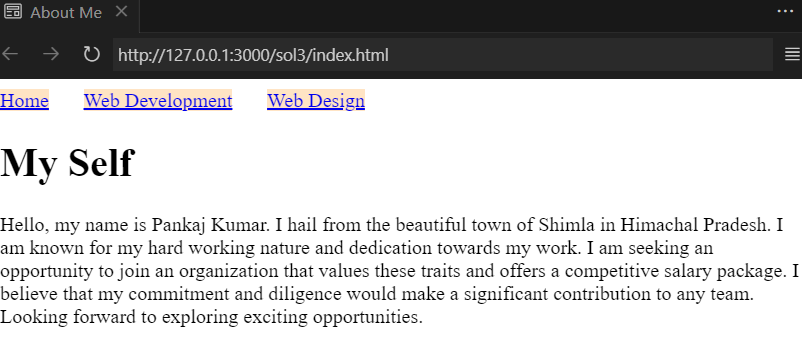 About Me
http://127.0.0.1:3000/sol3/index.html
Home Web Development Web Design
My Self
Hello, my name is Pankaj Kumar. I hail from the beautiful town of Shimla in Himachal Pradesh. I
am known for my hard working nature and dedication towards my work. I am seeking an
opportunity to join an organization that values these traits and offers a competitive salary package. I
believe that my commitment and diligence would make a significant contribution to any team.
Looking forward to exploring exciting opportunities.